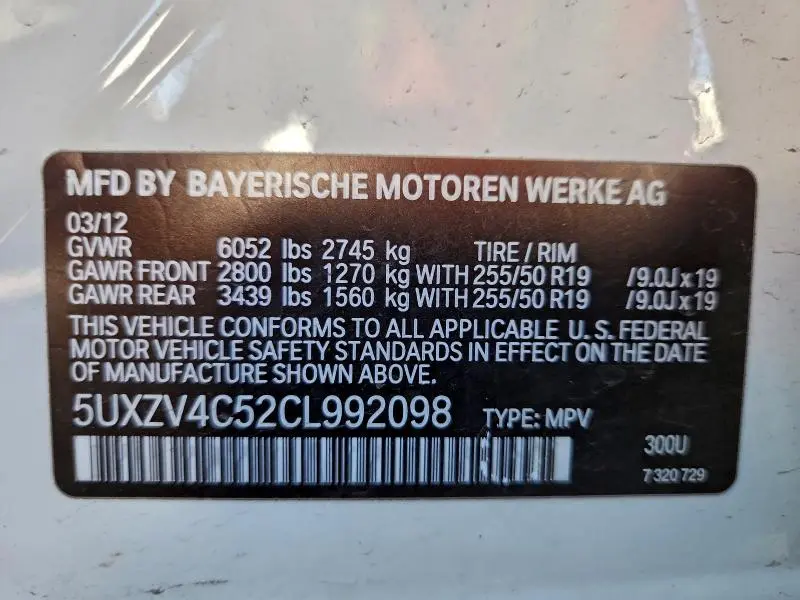 MFD BY BAYERISCHE MOTOREN WERKE AG
03/12
GVWR 6052 lbs 2745 kg TIRE / RIM
GAWR FRONT 2800 lbs 1270 kg WITH 255/50 R19 /9.0J x 19
GAWR REAR 3439 lbs 1560 kg WITH 255/50 R19 /9.0J x 19
THIS VEHICLE CONFORMS TO ALL APPLICABLE U.S. FEDERAL
MOTOR VEHICLE SAFETY STANDARDS IN EFFECT ON THE DATE
OF MANUFACTURE SHOWN ABOVE.
5UXZV4C52CL992098 TYPE: MPV
300U
7 320 729